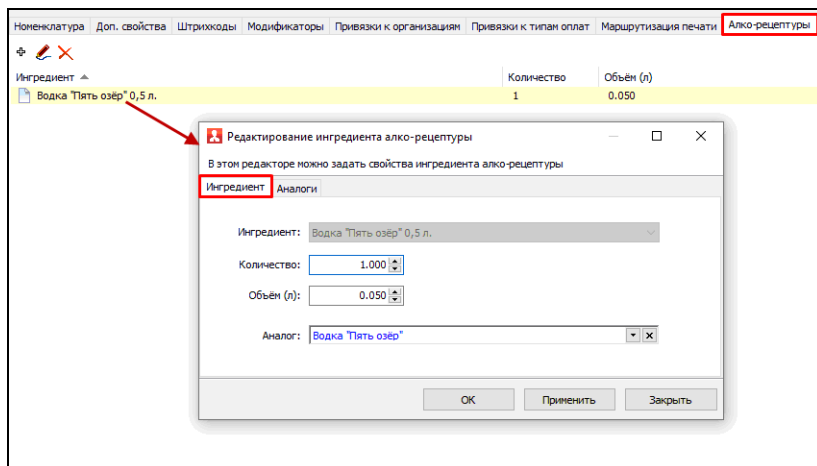 Номенклатура Доп. свойства Штрихкоды Модификаторы Привязки к организациям Привязки к типам оплат Маршрутизация печати Алко-рецептуры
Ингредиент Количество Объём (л)
Водка "Пять озёр" 0,5 л. 1 0.050
Редактирование ингредиента алко-рецептуры
В этом редакторе можно задать свойства ингредиента алко-рецептуры
Ингредиент Аналоги
Ингредиент: Водка "Пять озёр" 0,5 л.
Количество: 1.000
Объём (л): 0.050
Аналог: Водка "Пять озёр"
ОК Применить Закрыть